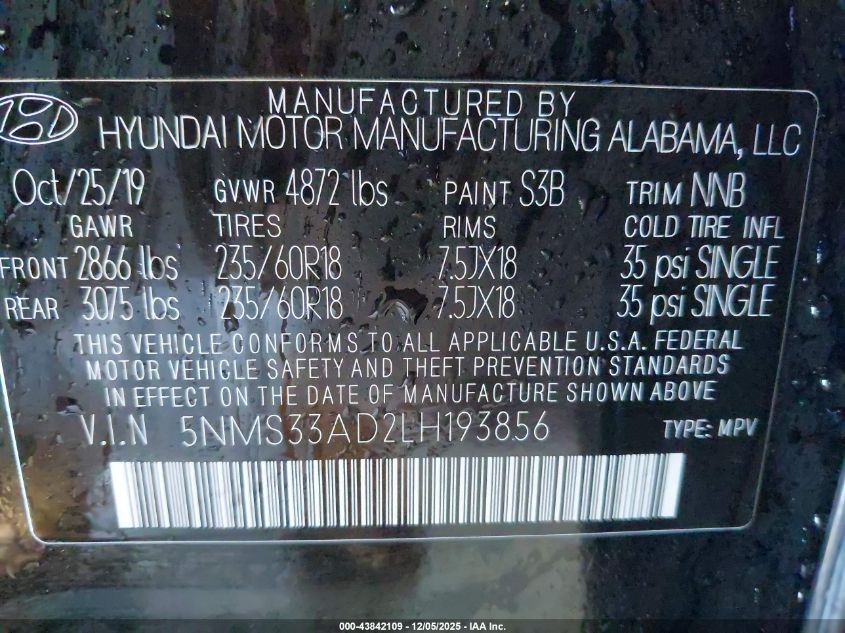 MANUFACTURED BY
HYUNDAI MOTOR MANUFACTURING ALABAMA, LLC
Oct/25/19 GVWR 4872 lbs PAINT S3B TRIM NNB
GAWR TIRES RIMS COLD TIRE INFL
FRONT 2866 lbs 235/60R18 7.5JX18 35 psi SINGLE
REAR 3075 lbs 235/60R18 7.5JX18 35 psi SINGLE
THIS VEHICLE CONFORMS TO ALL APPLICABLE U.S.A. FEDERAL
MOTOR VEHICLE SAFETY AND THEFT PREVENTION STANDARDS
IN EFFECT ON THE DATE OF MANUFACTURE SHOWN ABOVE
V.I.N 5NMS33AD2LH193856 TYPE: MPV
000-43842109 - 12/05/2025 - IAA Inc.